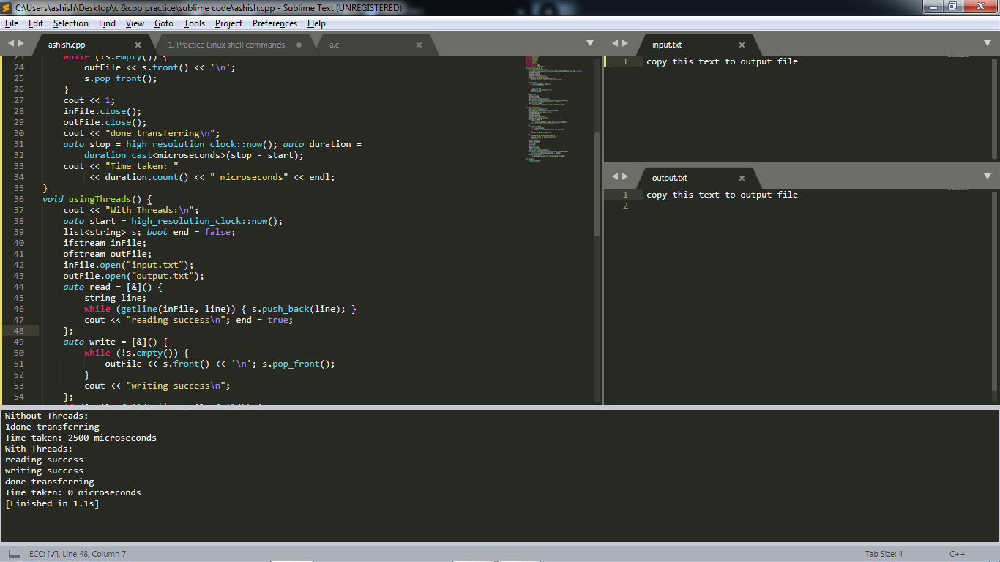 C:\Users\ashish\Desktop\c &cpp practice\sublime code\ashish.cpp - Sublime Text (UNREGISTERED)
File Edit Selection Find View Goto Tools Project Preferences Help
ashish.cpp 1. Practice Linux shell commands. a.c
23 while (!s.empty()) {
24 outFile << s.front() << '\n';
25 s.pop_front();
26 }
27 cout << 1;
28 inFile.close();
29 outFile.close();
30 cout << "done transferring\n";
31 auto stop = high_resolution_clock::now(); auto duration =
32 duration_cast<microseconds>(stop - start);
33 cout << "Time taken: "
34 << duration.count() << " microseconds" << endl;
35 }
36 void usingThreads() {
37 cout << "With Threads:\n";
38 auto start = high_resolution_clock::now();
39 list<string> s; bool end = false;
40 ifstream inFile;
41 ofstream outFile;
42 inFile.open("input.txt");
43 outFile.open("output.txt");
44 auto read = [&]() {
45 string line;
46 while (getline(inFile, line)) { s.push_back(line); }
47 cout << "reading success\n"; end = true;
48 };
49 auto write = [&]() {
50 while (!s.empty()) {
51 outFile << s.front() << '\n'; s.pop_front();
52 }
53 cout << "writing success\n";
54 };
input.txt
1 copy this text to output file
output.txt
1 copy this text to output file
2
Without Threads:
1done transferring
Time taken: 2500 microseconds
With Threads:
reading success
writing success
done transferring
Time taken: 0 microseconds
[Finished in 1.1s]
ECC: [✓], Line 48, Column 7 Tab Size: 4 C++